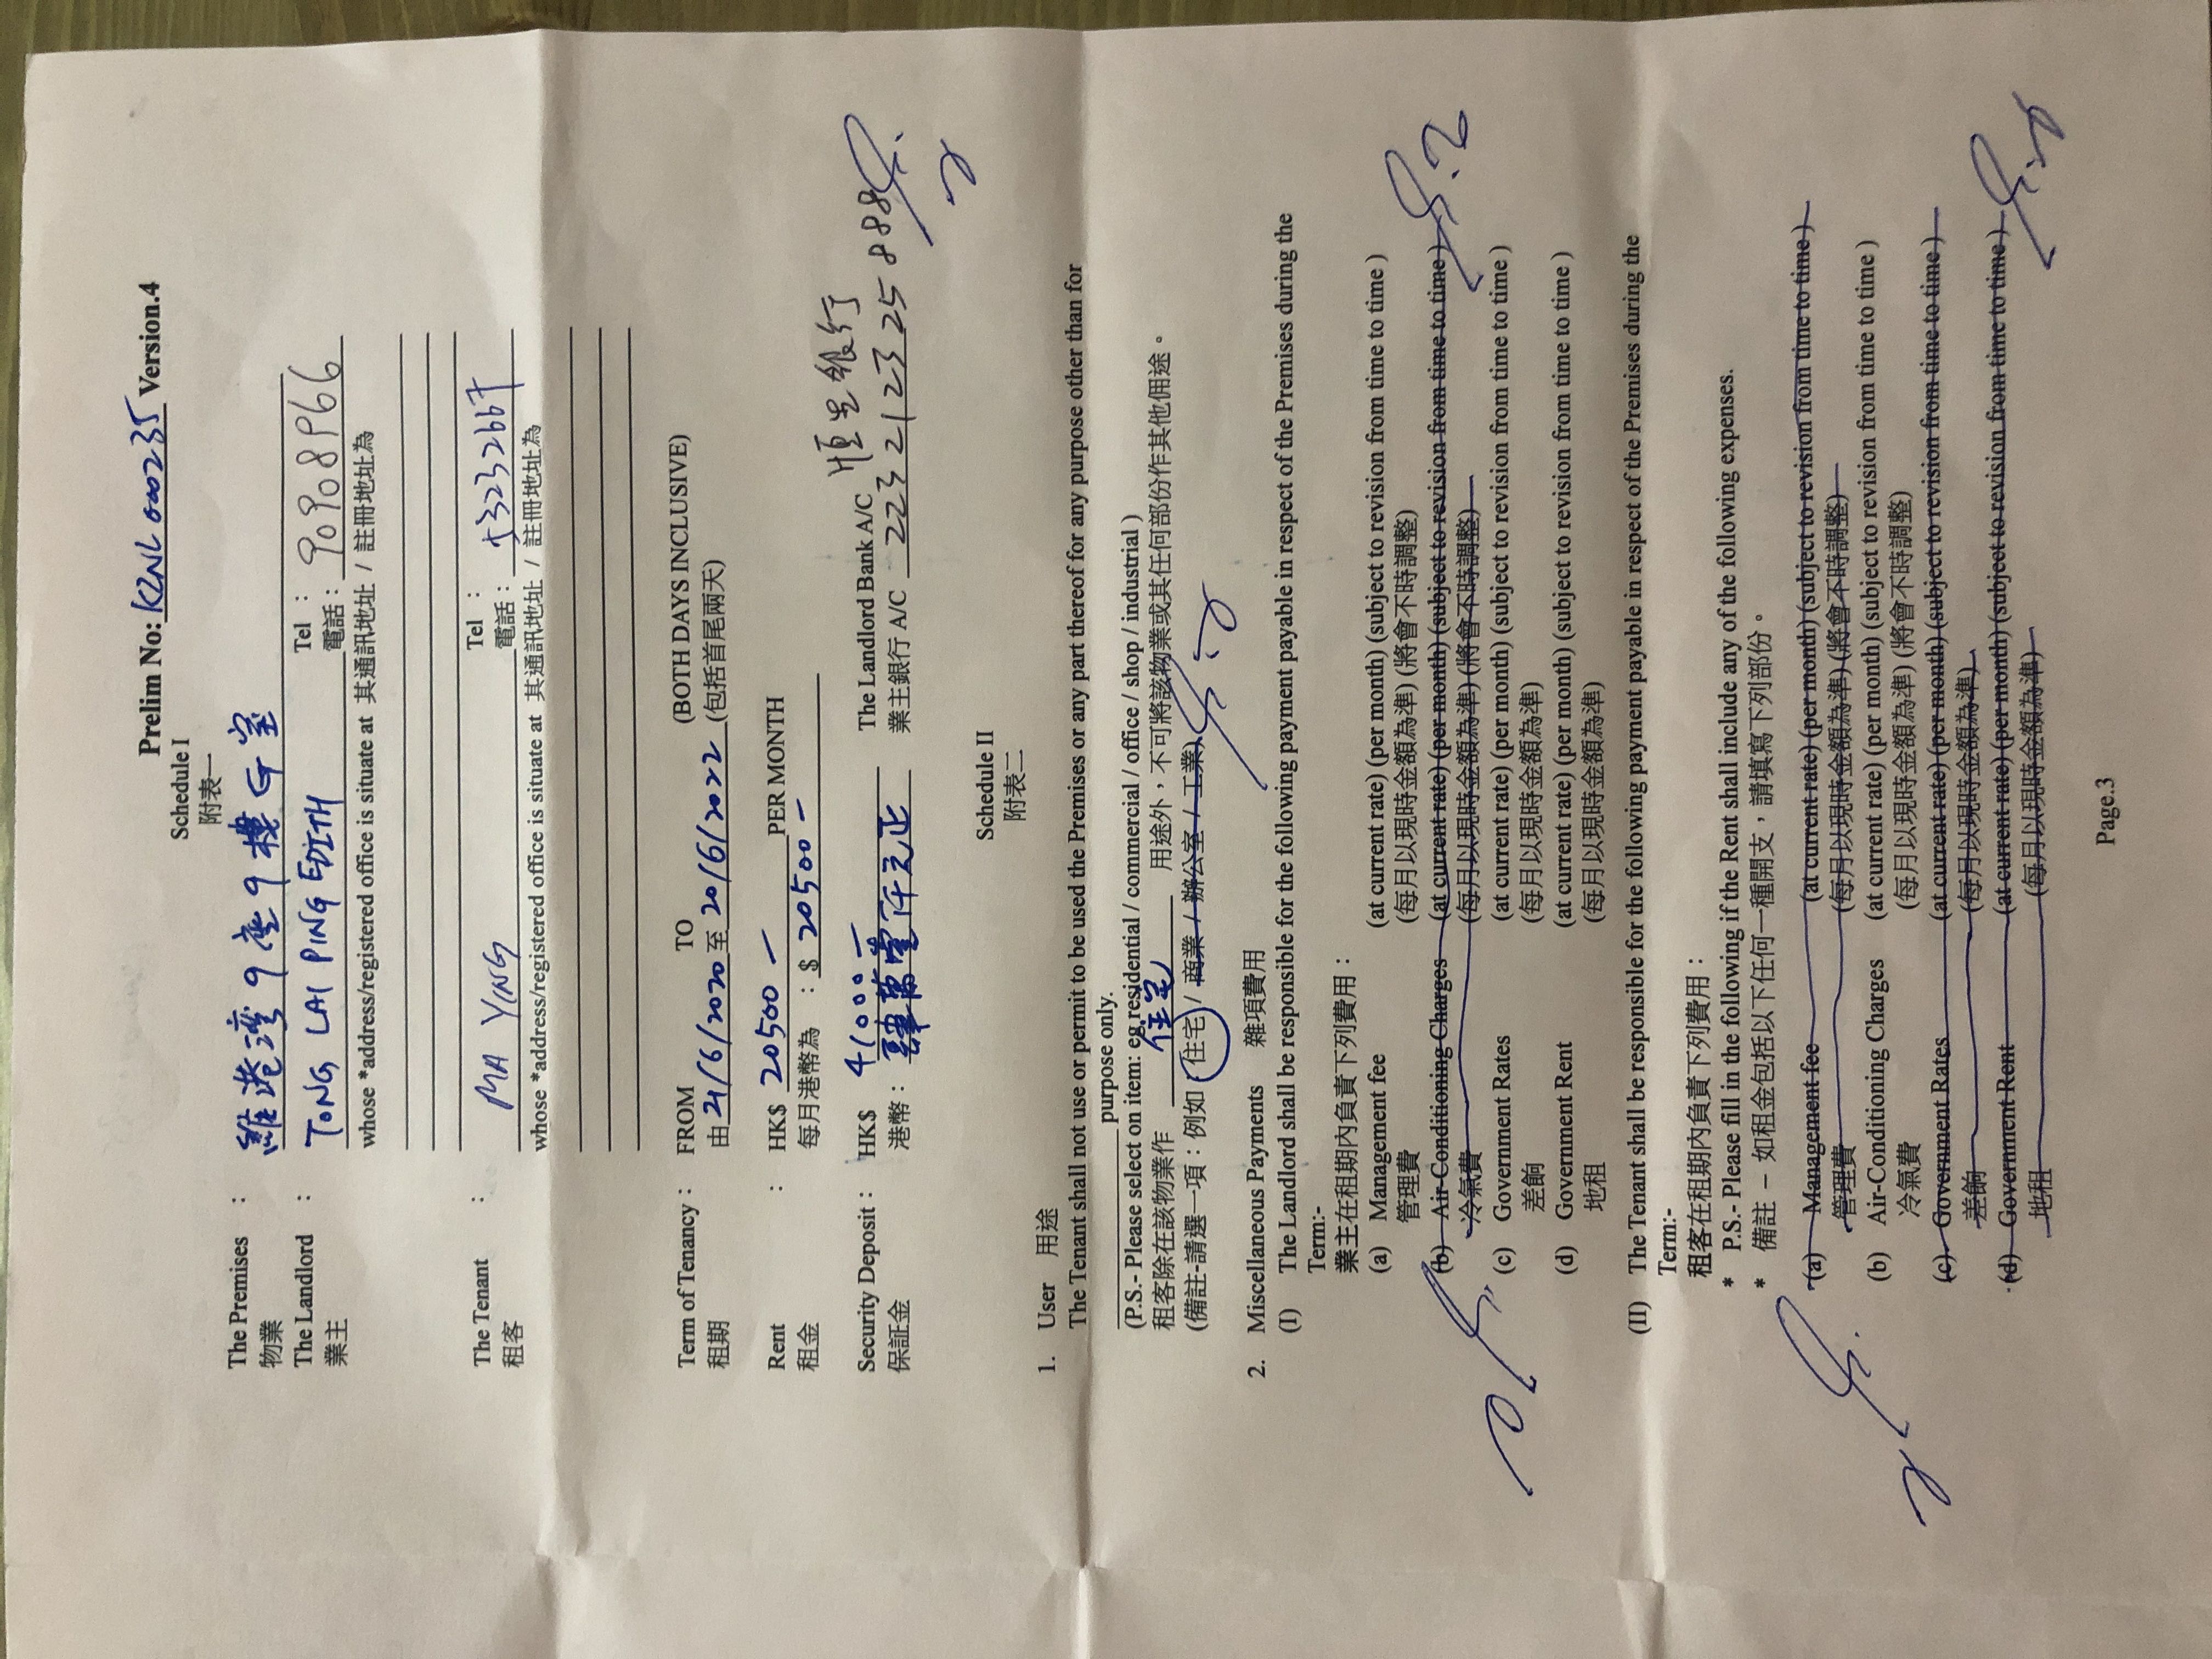 Prelim No: KZNL000235 Version.4
Schedule I
附表一
The Premises : 維港灣9座9樓G室
物業
The Landlord : TONG LAI PING EDITH Tel :
業主 電話: 90908966
whose *address/registered office is situate at 其通訊地址 / 註冊地址為
The Tenant : MA YING Tel :
租客 電話:
whose *address/registered office is situate at 其通訊地址 / 註冊地址為
Term of Tenancy : FROM TO (BOTH DAYS INCLUSIVE)
租期 由 21/6/2020 至 20/6/2022 (包括首尾兩天)
Rent : HK$ 20500 - PER MONTH
租金 每月港幣為 : $ 20500 -
Security Deposit : HK$ 41000 - The Landlord Bank A/C 恒生銀行
保証金 港幣: 肆萬壹仟元正 業主銀行 A/C 223 21 2325 888
Schedule II
附表二
1. User 用途
The Tenant shall not use or permit to be used the Premises or any part thereof for any purpose other than for
purpose only.
(P.S.- Please select on item: eg residential / commercial / office / shop / industrial )
租客除在該物業作 住宅 用途外，不可將該物業或其任何部份作其他佣途。
(備註-請選一項：例如 (住宅 / 商業 / 辦公室 / 工業)
2. Miscellaneous Payments 雜項費用
(I) The Landlord shall be responsible for the following payment payable in respect of the Premises during the
Term:-
業主在租期內負責下列費用：
(a) Management fee (at current rate) (per month) (subject to revision from time to time )
管理費 (每月以現時金額為準) (將會不時調整)
(b) Air-Conditioning Charges (at current rate) (per month) (subject to revision from time to time )
冷氣費 (每月以現時金額為準) (將會不時調整)
(c) Government Rates (at current rate) (per month) (subject to revision from time to time )
差餉 (每月以現時金額為準)
(d) Government Rent (at current rate) (per month) (subject to revision from time to time )
地租 (每月以現時金額為準)
(II) The Tenant shall be responsible for the following payment payable in respect of the Premises during the
Term:-
租客在租期內負責下列費用：
* P.S.- Please fill in the following if the Rent shall include any of the following expenses.
* 備註 – 如租金包括以下任何一種開支，請填寫下列部份。
(a) Management fee (at current rate) (per month) (subject to revision from time to time )
管理費 (每月以現時金額為準) (將會不時調整)
(b) Air-Conditioning Charges (at current rate) (per month) (subject to revision from time to time )
冷氣費 (每月以現時金額為準) (將會不時調整)
(c) Government Rates (at current rate) (per month) (subject to revision from time to time )
差餉 (每月以現時金額為準)
(d) Government Rent (at current rate) (per month) (subject to revision from time to time )
地租 (每月以現時金額為準)
Page.3